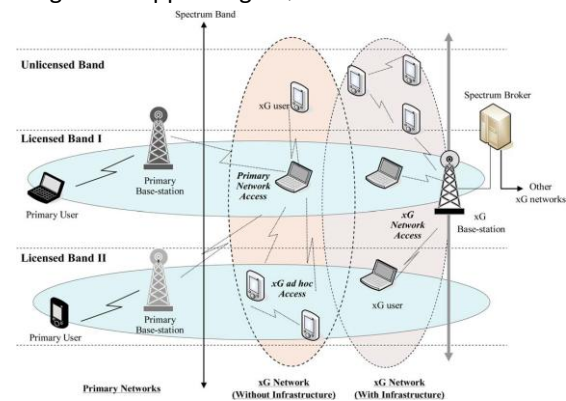 Spectrum Band
Unlicensed Band
xG user
Spectrum Broker
Licensed Band I
Primary
Base-station
Primary User
Primary
Network
Access
xG
Network
Access
xG
Base-station
Other
xG networks
Licensed Band II
Primary
Base-station
Primary User
xG ad hoc
Access
xG user
Primary Networks
xG Network
(Without Infrastructure)
xG Network
(With Infrastructure)